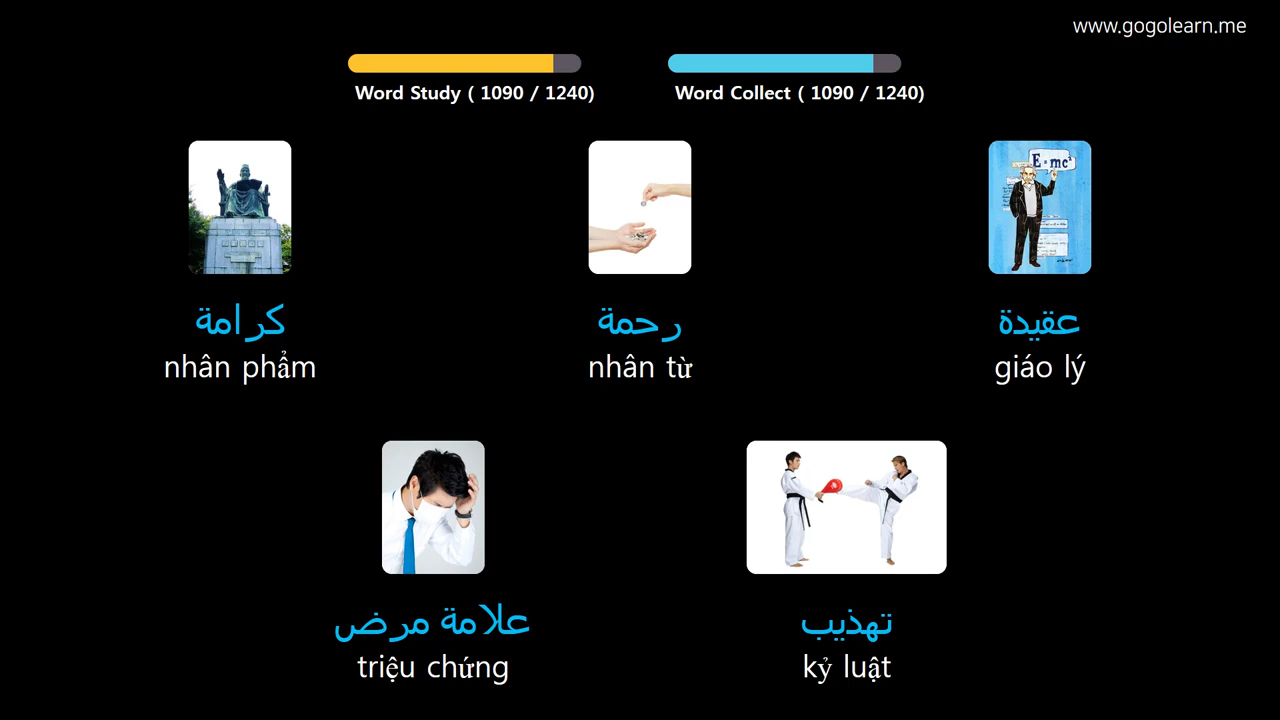 www.gogolearn.me
Word Study ( 1090 / 1240)
Word Collect ( 1090 / 1240)
E=mc²
كرامة
nhân phẩm
رحمة
nhân từ
عقيدة
giáo lý
علامة مرض
triệu chứng
تهذيب
kỷ luật